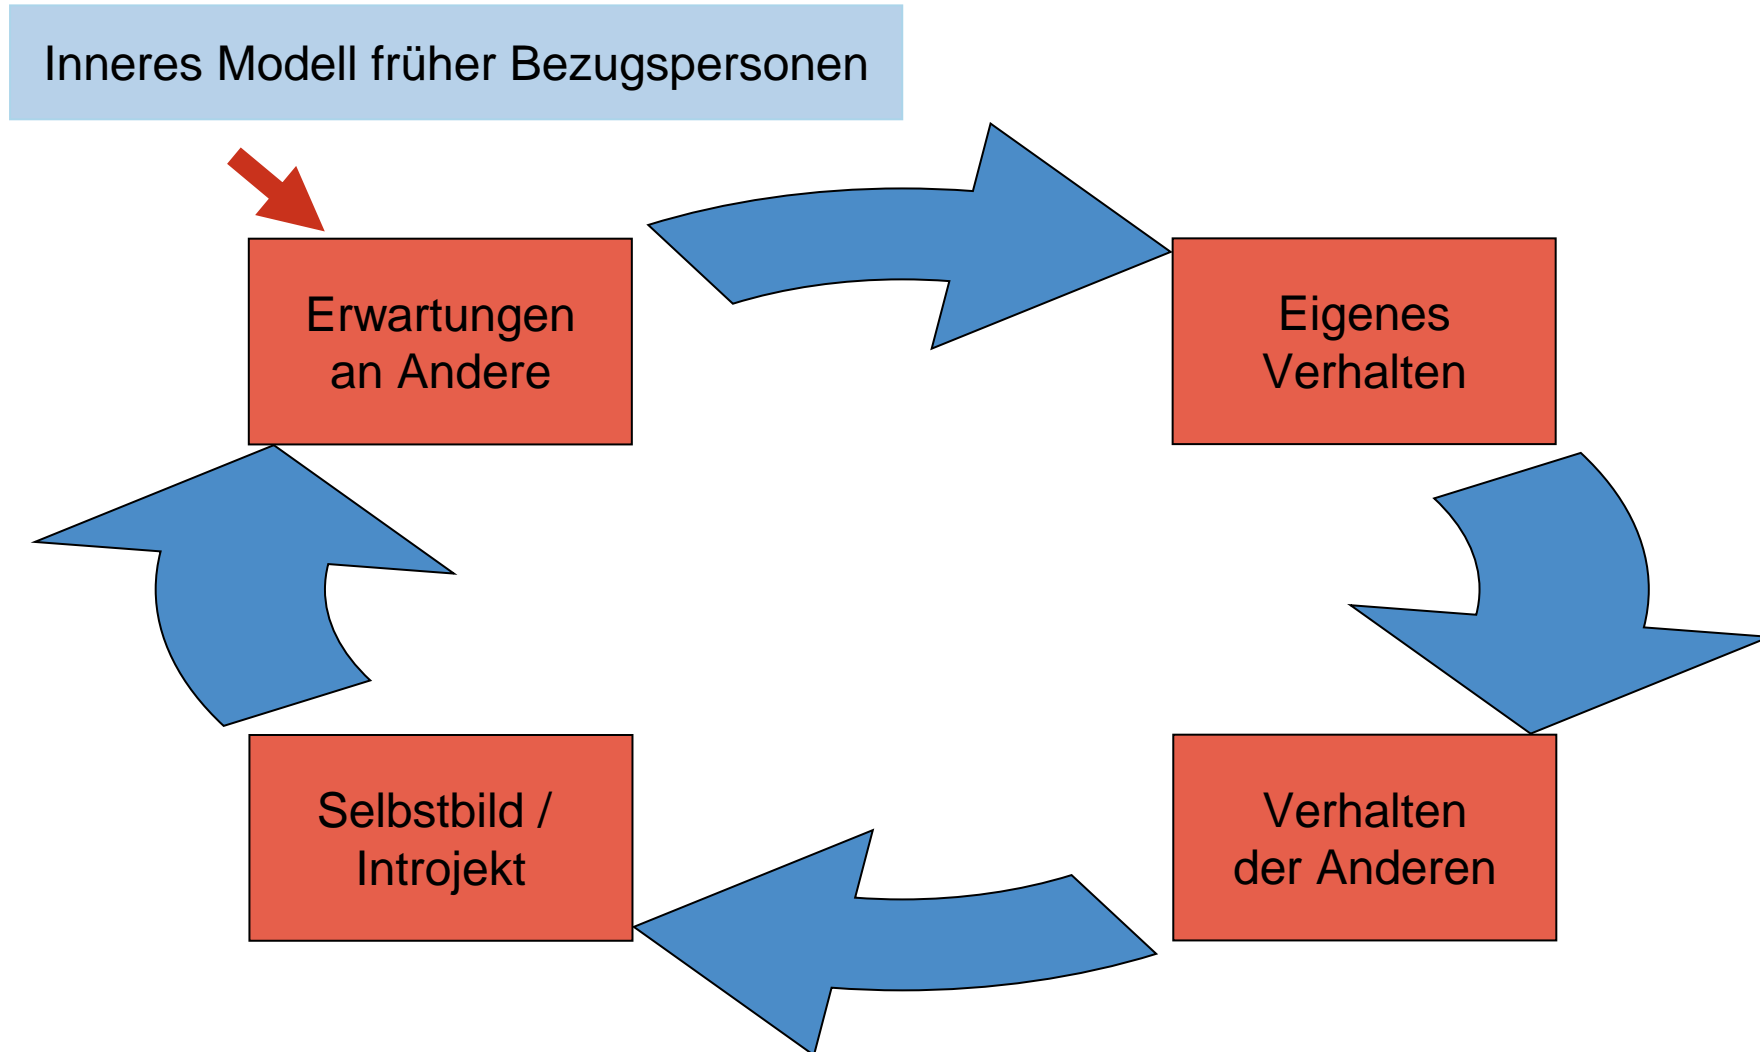 Inneres Modell früher Bezugspersonen
Erwartungen
an Andere
Eigenes
Verhalten
Verhalten
der Anderen
Selbstbild /
Introjekt